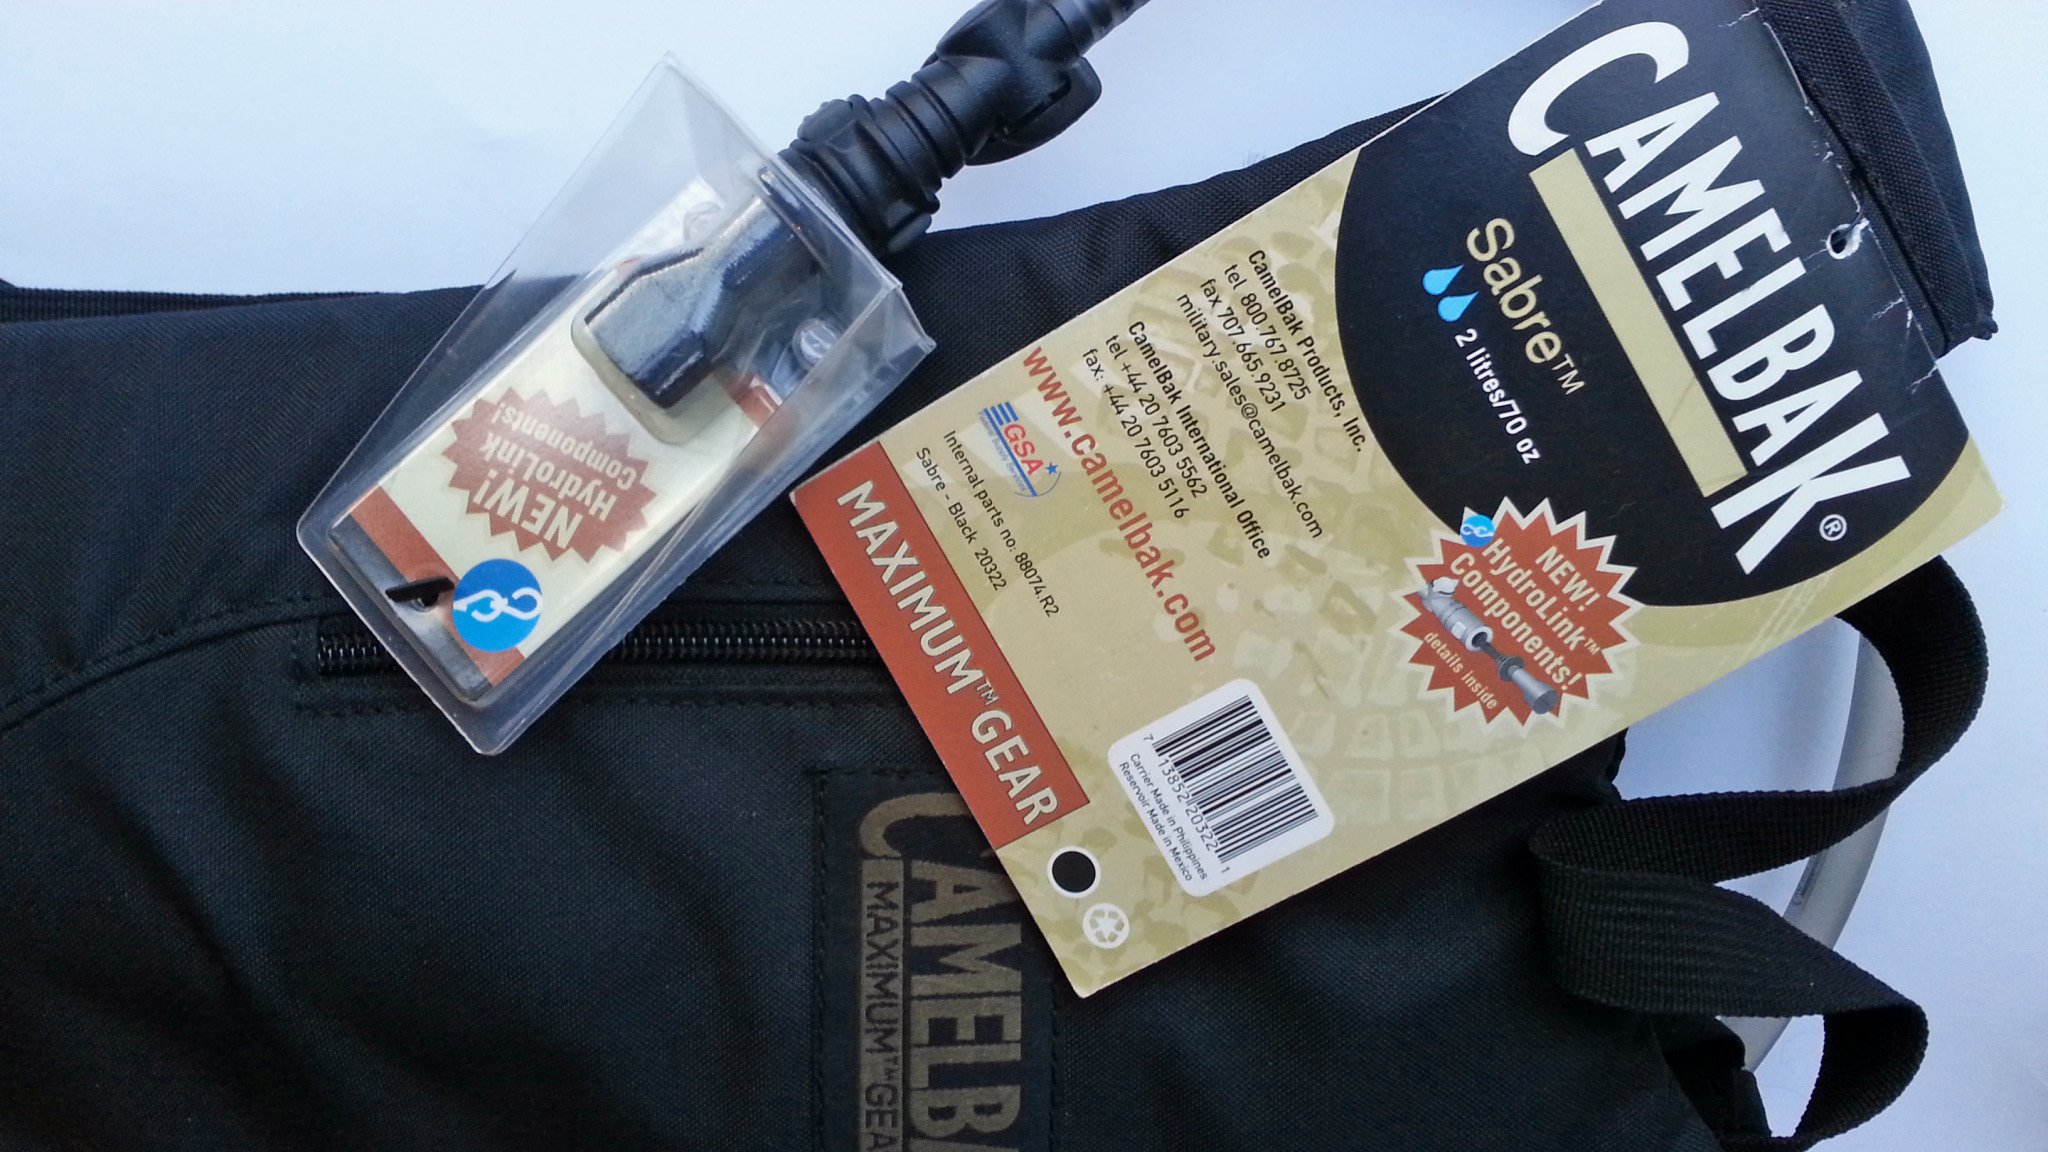 CAMELBAK®
Sabre™
2 litres/70 oz
NEW!
HydroLink™
Components!
details inside
CamelBak Products, Inc.
tel 800.767.8725
fax 707.665.9231
military.sales@camelbak.com
CamelBak International Office
tel +44 20 7603 5562
fax: +44 20 7603 5116
www.camelbak.com
GSA
Internal parts no: 88074.R2
Sabre - Black 20322
MAXIMUM™ GEAR
7 13852 20322 1
Carrier Made in Philippines
Reservoir Made in Mexico
NEW!
HydroLink
Components!
CAMELBA
MAXIMUM™ GEA